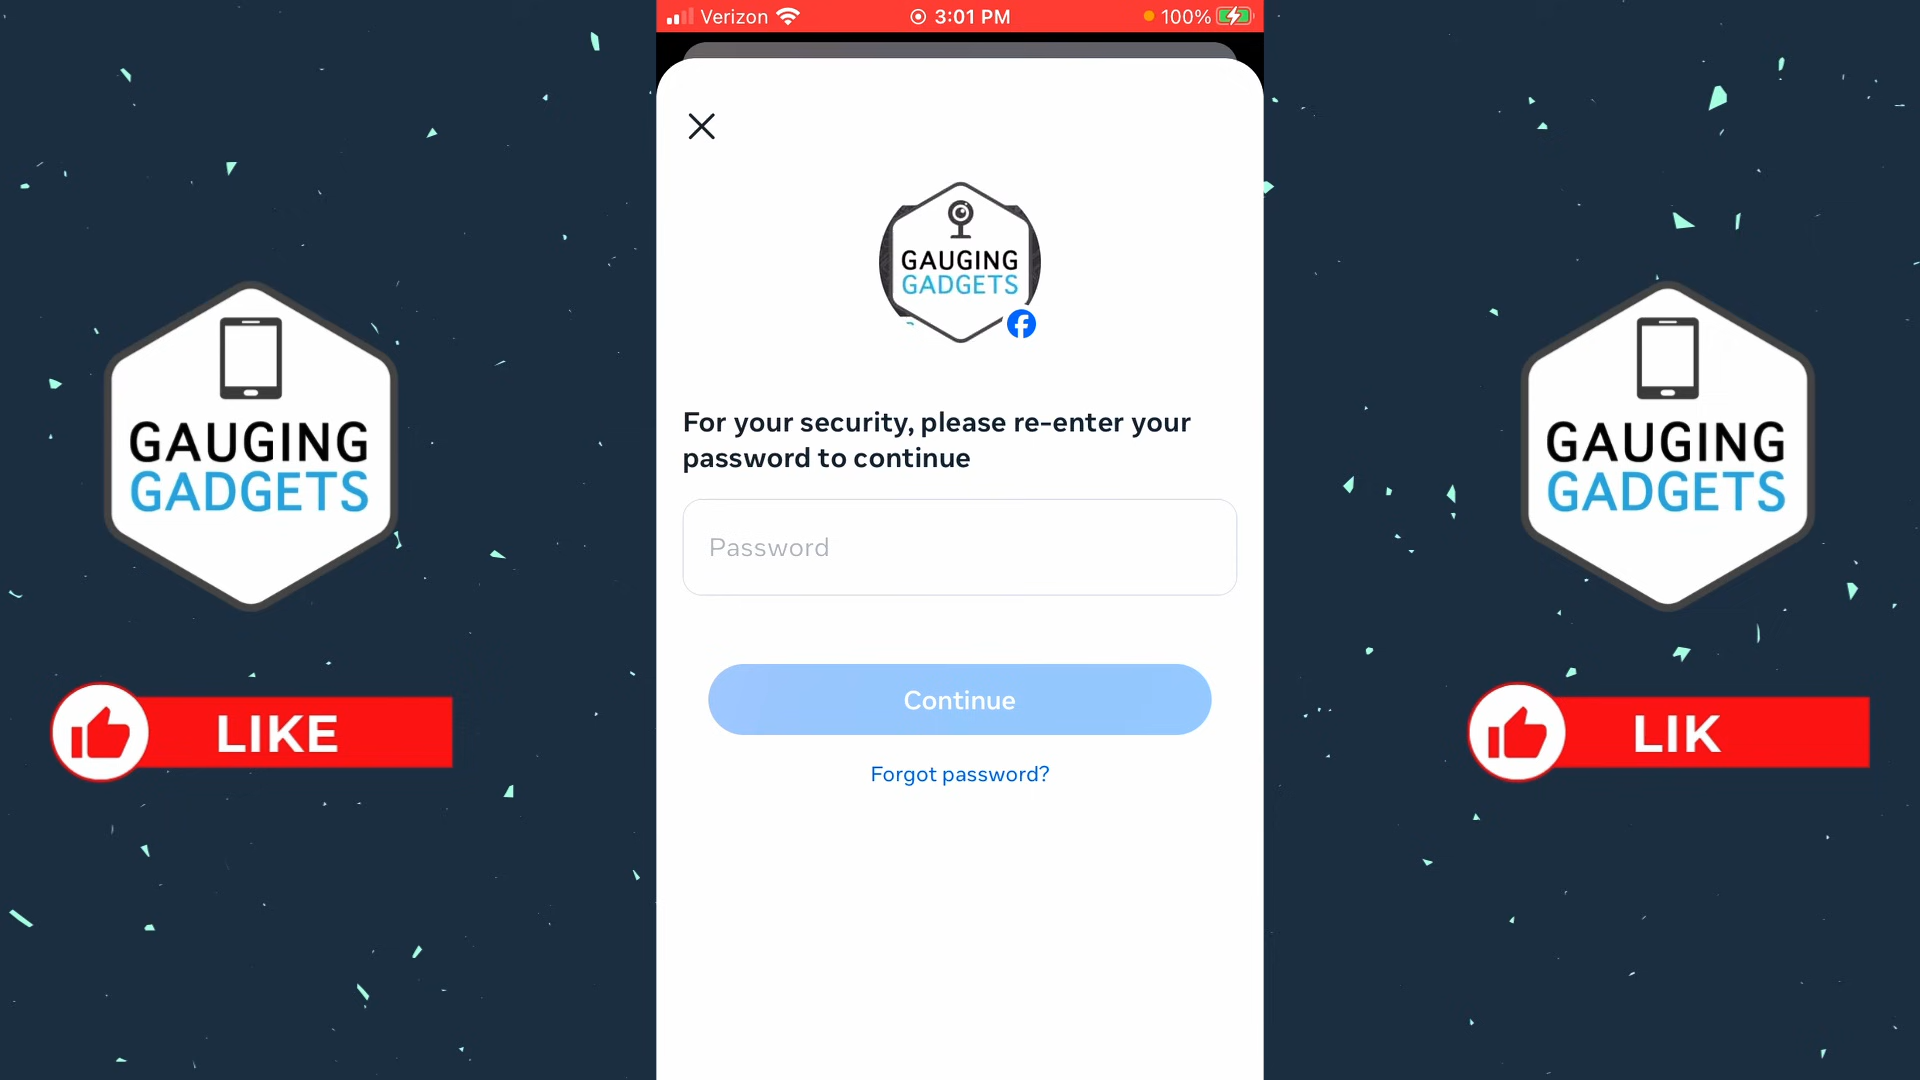 Verizon 3:01 PM 100%
GAUGING
GADGETS
For your security, please re-enter your
password to continue
Password
Continue
Forgot password?
GAUGING
GADGETS
LIKE
GAUGING
GADGETS
LIK